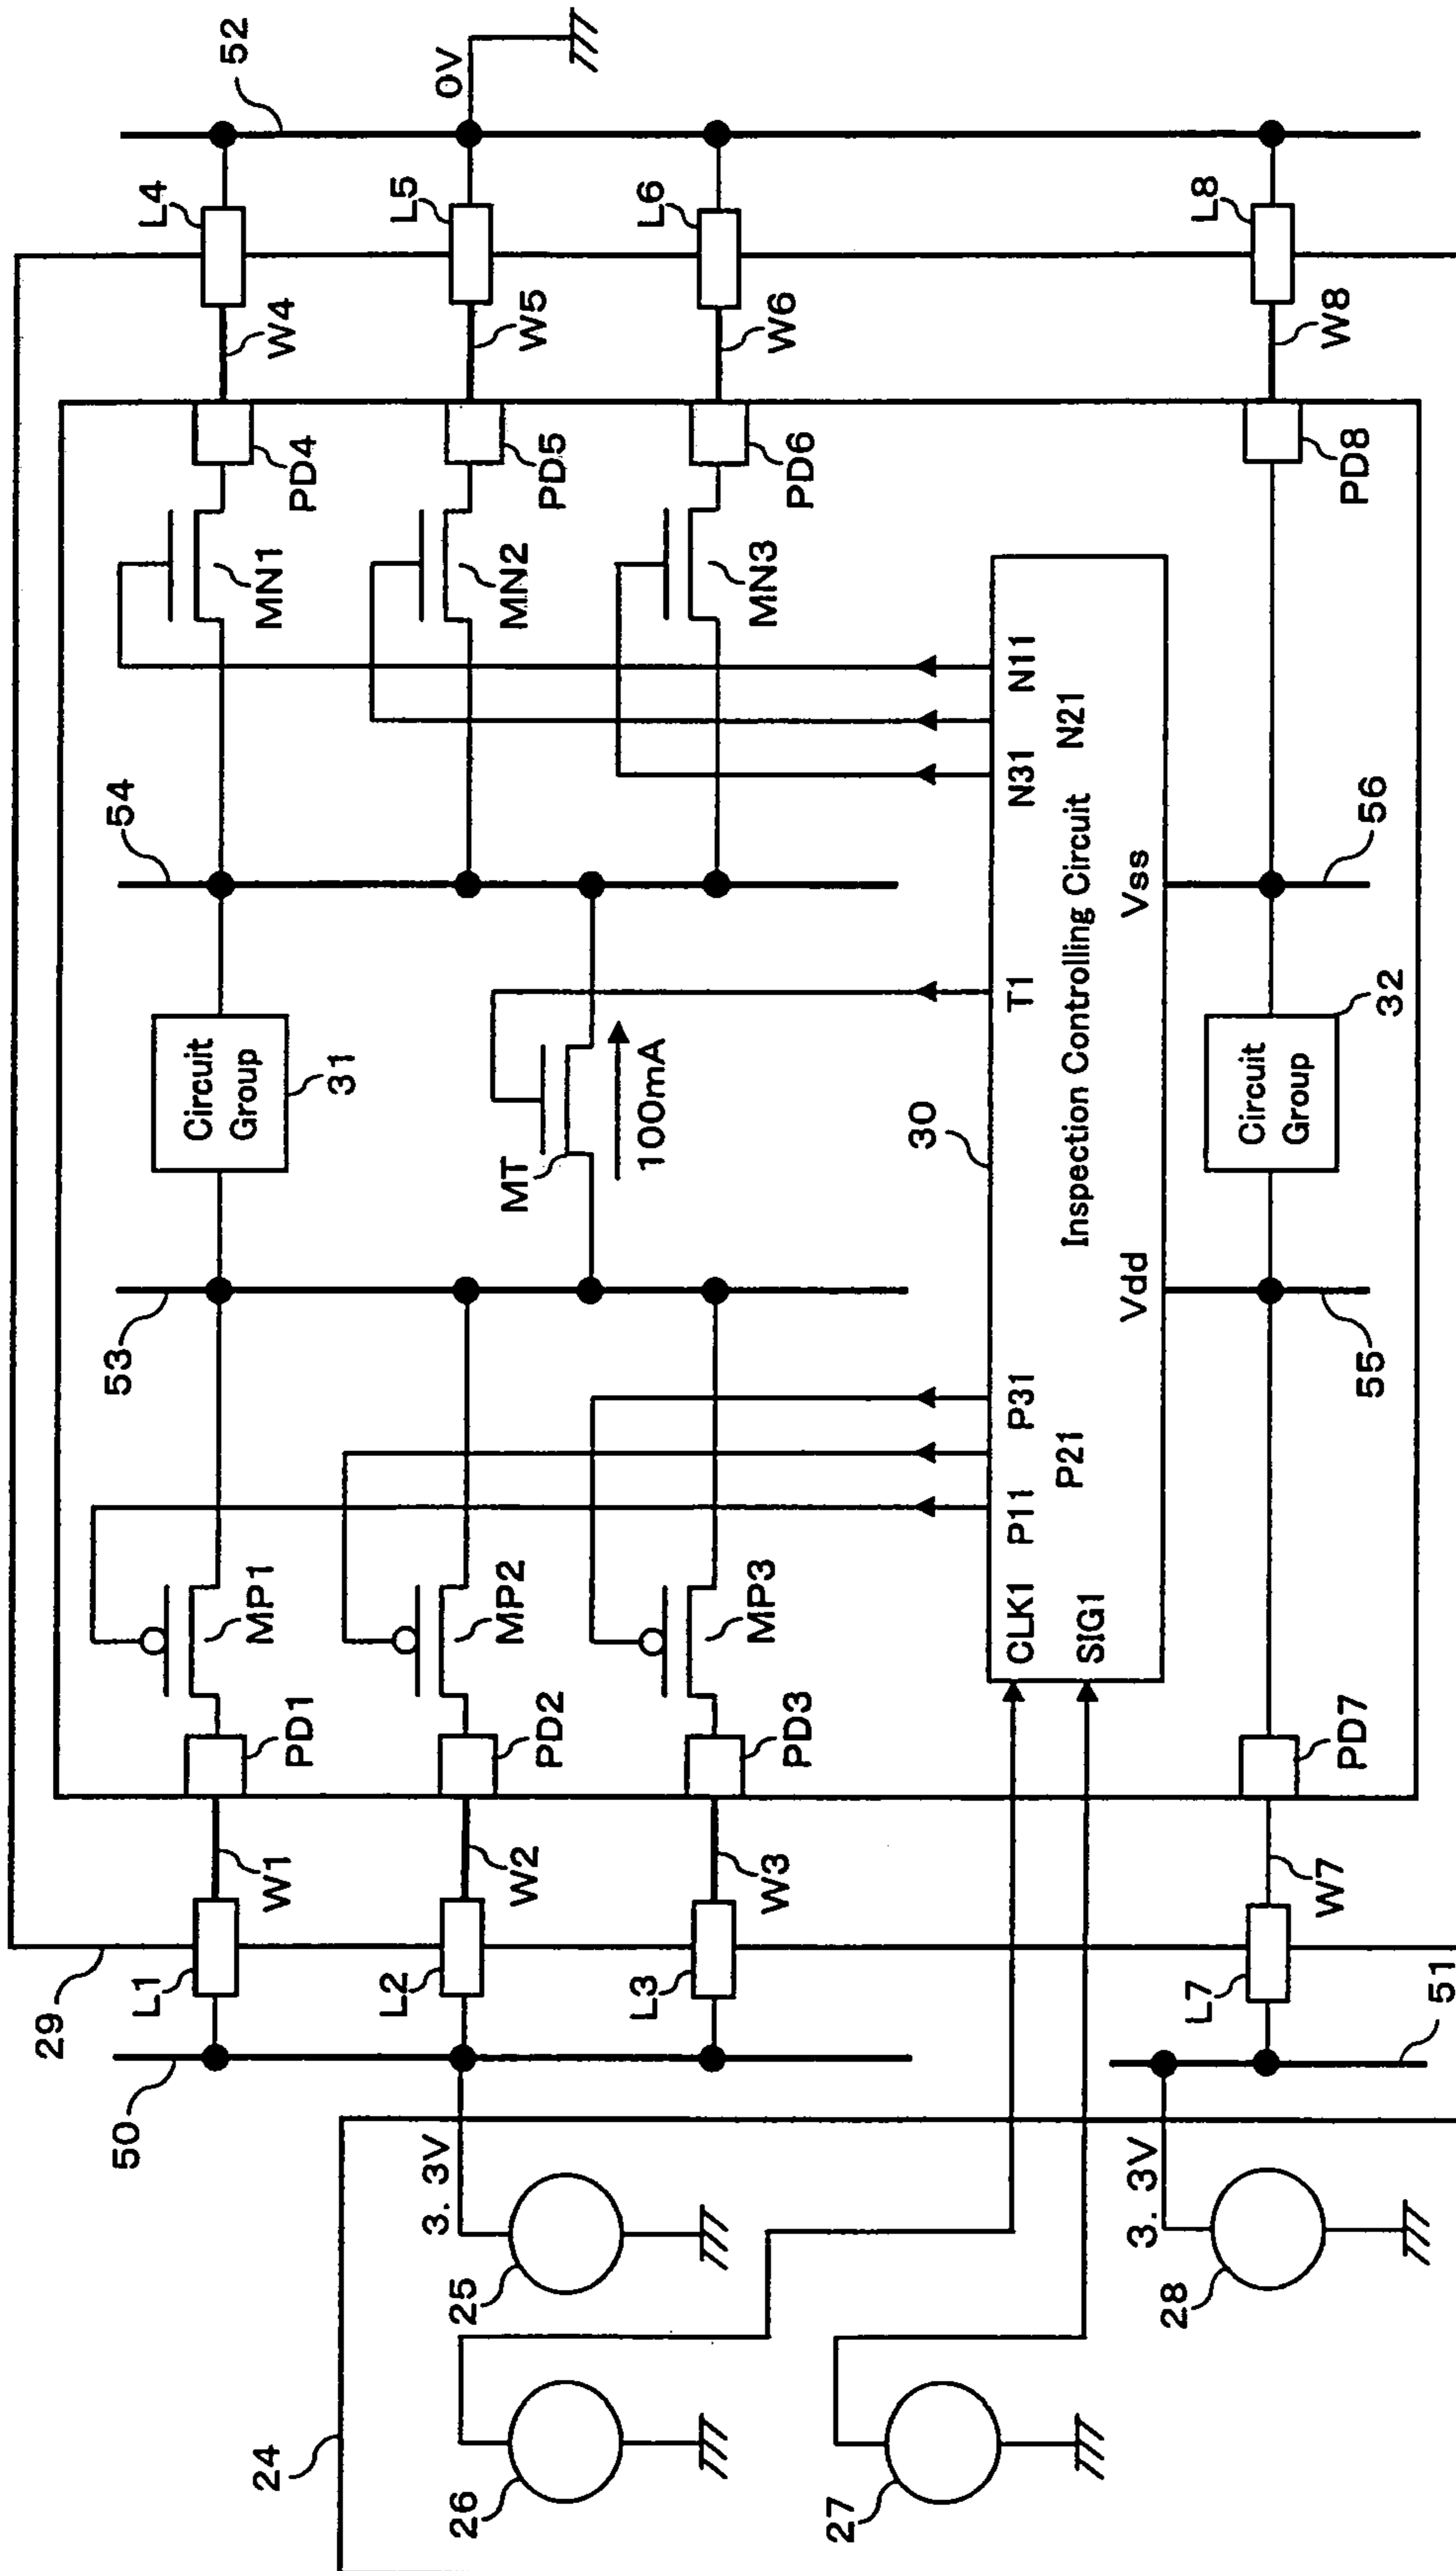 52
0V
L4
L5
L6
L8
W4
W5
W6
W8
PD4
PD5
PD6
PD8
MN1
MN2
MN3
N11
N21
N31
54
56
Vss
T1
Circuit
Group
31
MT
100mA
30
Inspection Controlling Circuit
Circuit
Group
32
53
55
Vdd
P31
P21
P11
CLK1
SIG1
MP1
MP2
MP3
PD1
PD2
PD3
PD7
W1
W2
W3
W7
29
L1
L2
L3
L7
50
51
3. 3V
3. 3V
25
28
24
26
27